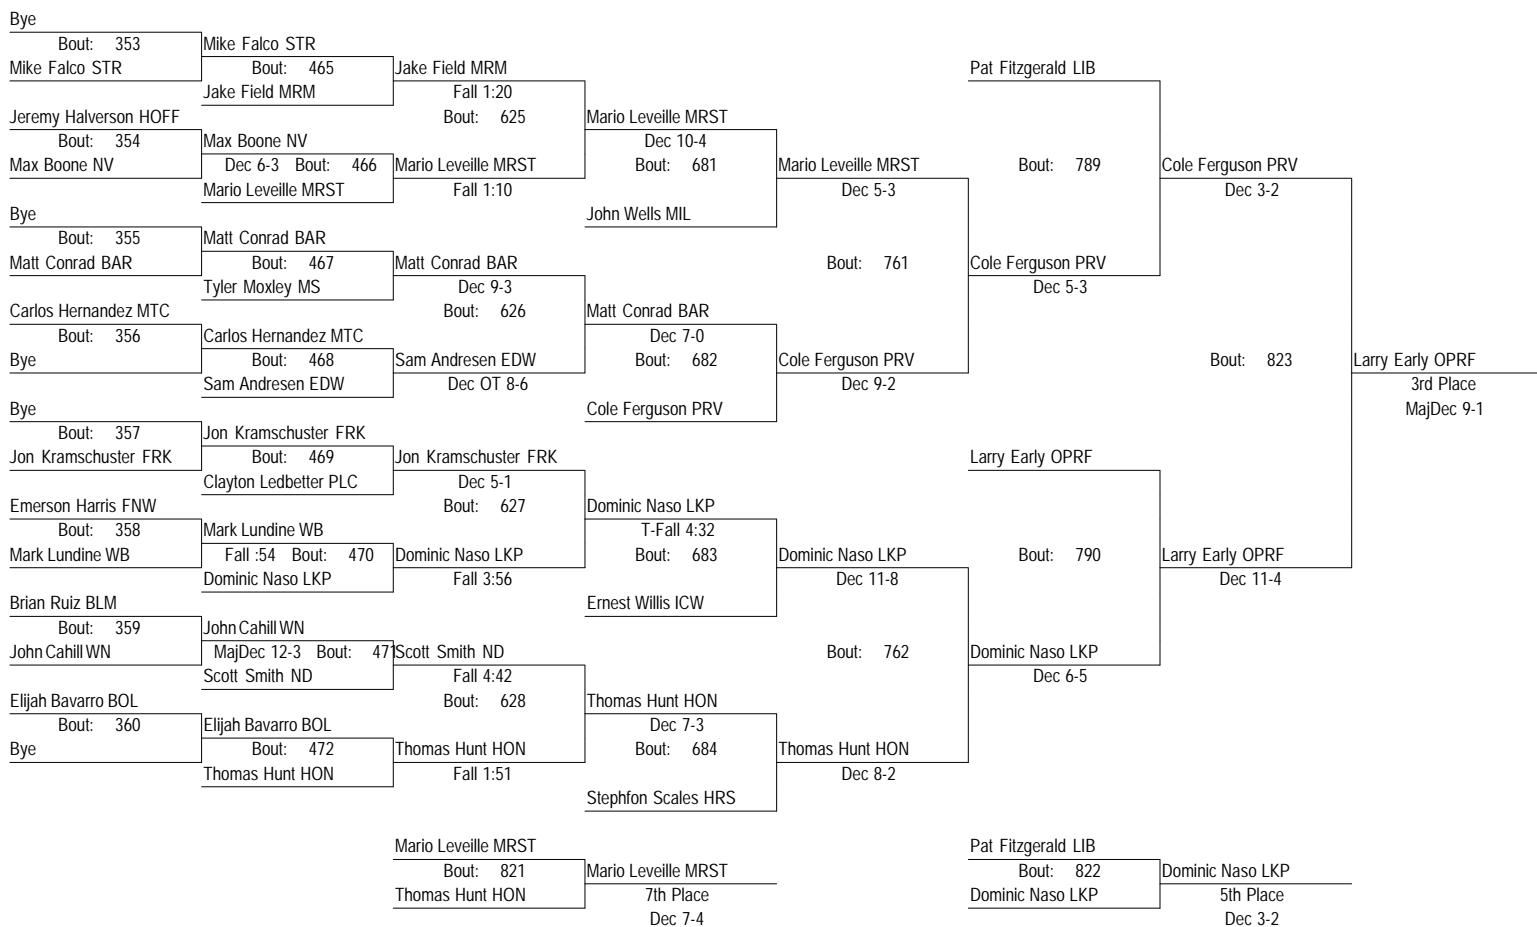 Bye
Bout: 353 Mike Falco STR
Mike Falco STR Bout: 465 Jake Field MRM Pat Fitzgerald LIB
Jake Field MRM Fall 1:20
Jeremy Halverson HOFF Bout: 625 Mario Leveille MRST
Bout: 354 Max Boone NV Dec 10-4
Max Boone NV Dec 6-3 Bout: 466 Mario Leveille MRST Bout: 681 Mario Leveille MRST Bout: 789 Cole Ferguson PRV
Mario Leveille MRST Fall 1:10 Dec 5-3 Dec 3-2
Bye John Wells MIL
Bout: 355 Matt Conrad BAR
Matt Conrad BAR Bout: 467 Matt Conrad BAR Bout: 761 Cole Ferguson PRV
Tyler Moxley MS Dec 9-3 Dec 5-3
Carlos Hernandez MTC Bout: 626 Matt Conrad BAR
Bout: 356 Carlos Hernandez MTC Dec 7-0
Bye Bout: 468 Sam Andresen EDW Bout: 682 Cole Ferguson PRV Bout: 823 Larry Early OPRF
Sam Andresen EDW Dec OT 8-6 Dec 9-2 3rd Place
Bye Cole Ferguson PRV MajDec 9-1
Bout: 357 Jon Kramschuster FRK
Jon Kramschuster FRK Bout: 469 Jon Kramschuster FRK Larry Early OPRF
Clayton Ledbetter PLC Dec 5-1
Emerson Harris FNW Bout: 627 Dominic Naso LKP
Bout: 358 Mark Lundine WB T-Fall 4:32
Mark Lundine WB Fall :54 Bout: 470 Dominic Naso LKP Bout: 683 Dominic Naso LKP Bout: 790 Larry Early OPRF
Dominic Naso LKP Fall 3:56 Dec 11-8 Dec 11-4
Brian Ruiz BLM Ernest Willis ICW
Bout: 359 John Cahill WN
John Cahill WN MajDec 12-3 Bout: 471 Scott Smith ND Bout: 762 Dominic Naso LKP
Scott Smith ND Fall 4:42 Dec 6-5
Elijah Bavarro BOL Bout: 628 Thomas Hunt HON
Bout: 360 Elijah Bavarro BOL Dec 7-3
Bye Bout: 472 Thomas Hunt HON Bout: 684 Thomas Hunt HON
Thomas Hunt HON Fall 1:51 Dec 8-2
Stephfon Scales HRS
Mario Leveille MRST Pat Fitzgerald LIB
Bout: 821 Mario Leveille MRST Bout: 822 Dominic Naso LKP
Thomas Hunt HON 7th Place Dominic Naso LKP 5th Place
Dec 7-4 Dec 3-2